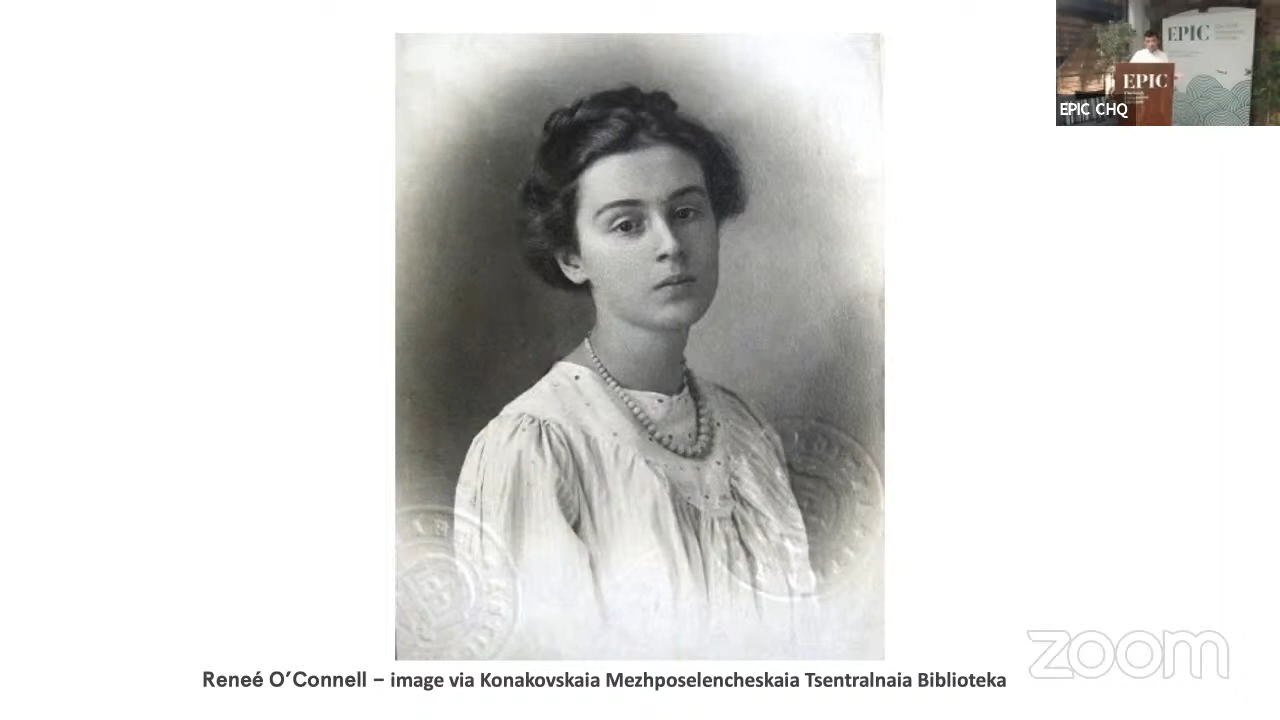 EPIC
EPIC
EPIC CHQ
zoom
Reneé O'Connell – image via Konakovskaia Mezhposelencheskaia Tsentralnaia Biblioteka